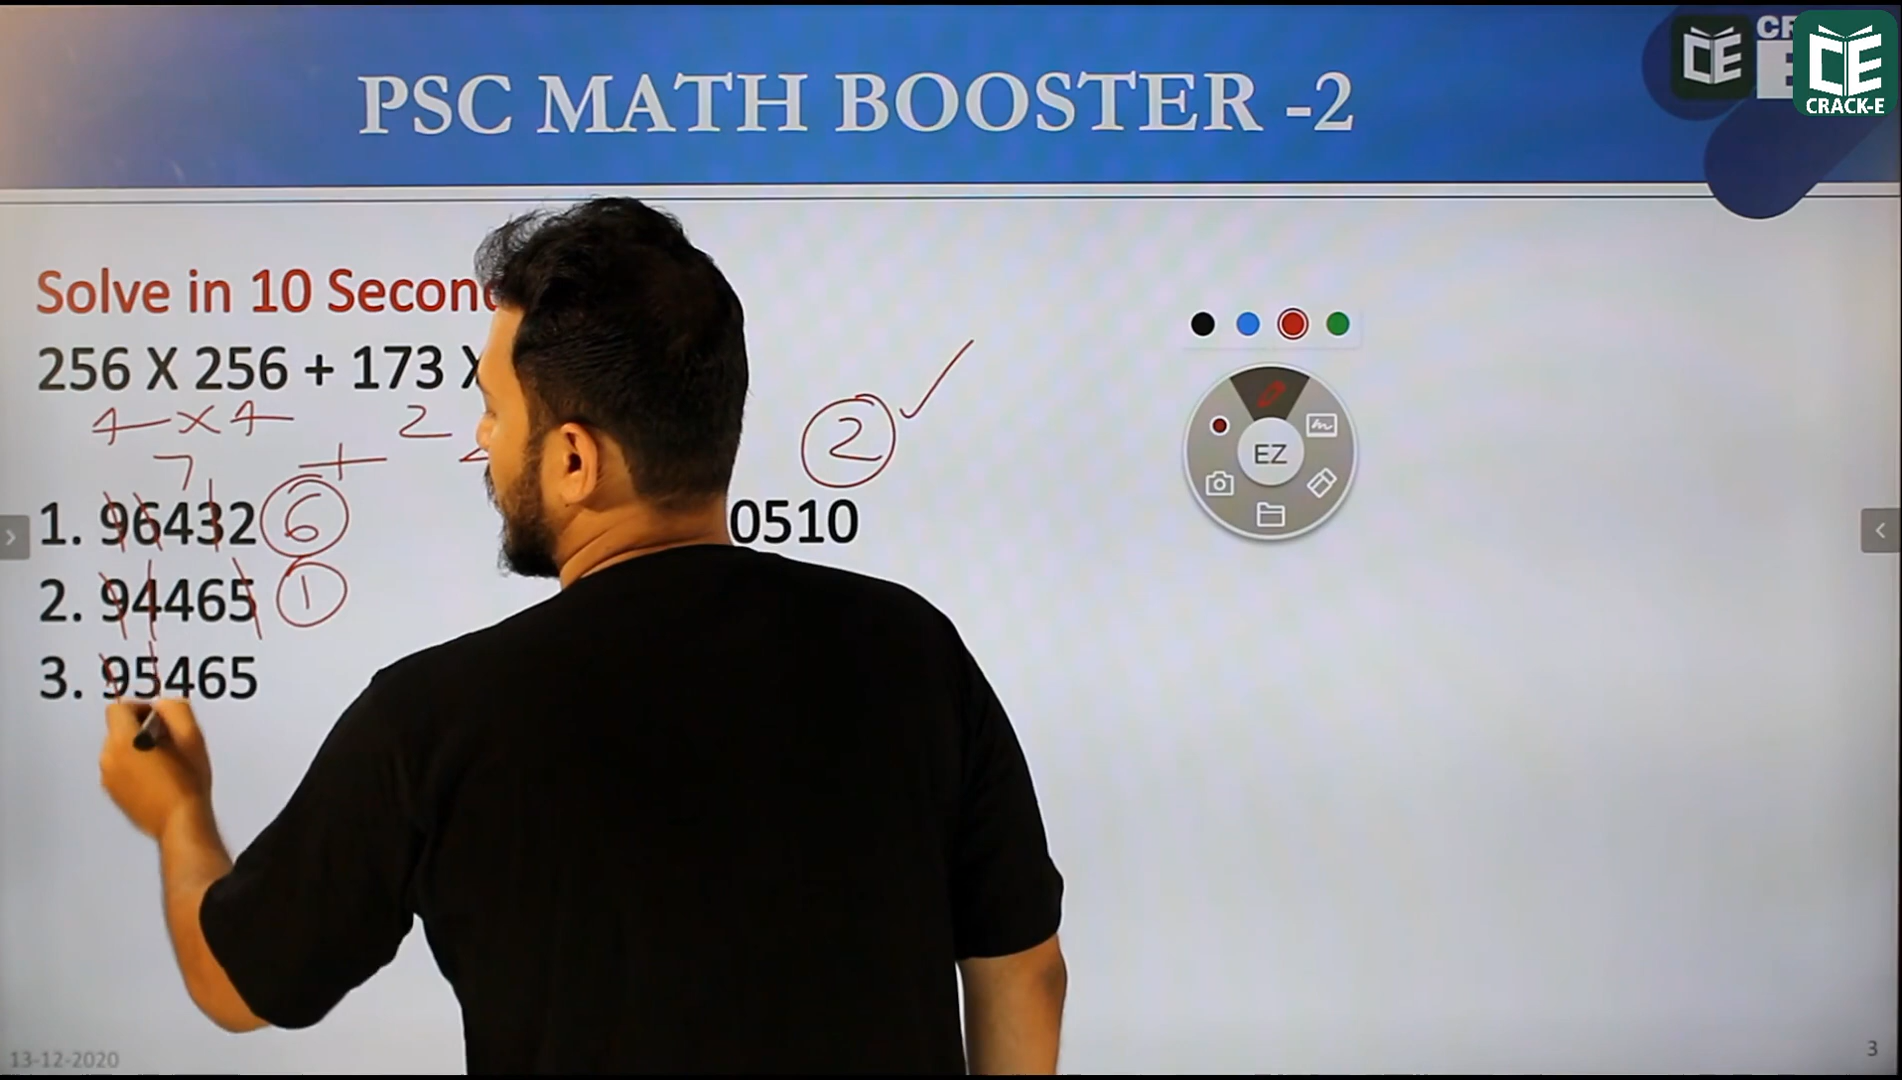 PSC MATH BOOSTER -2
CE
CE
CRACK-E
Solve in 10
256 X 256 + 173 X
4 × 4
2
2
7
+
1. 96432
6
0510
2. 94465
1
3. 95465
EZ
13-12-2020
3